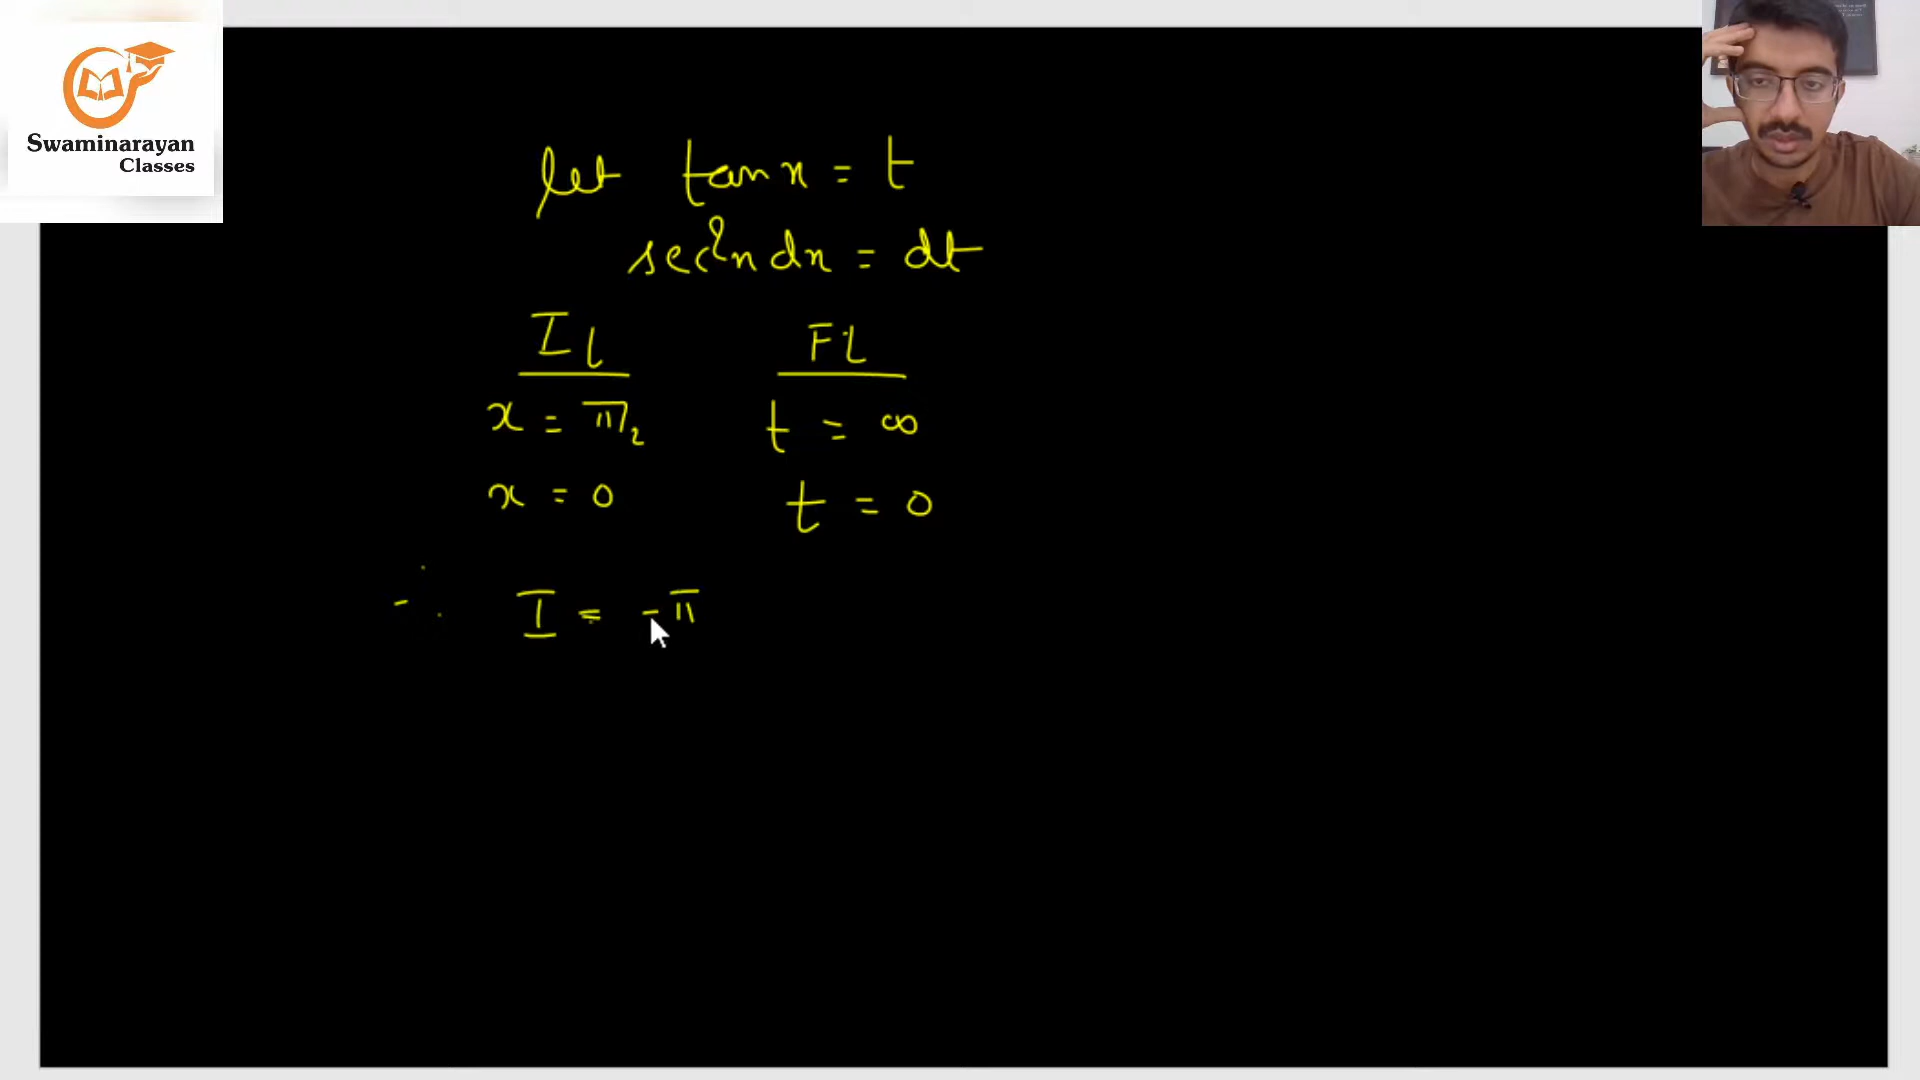 Swaminarayan
Classes
let tan x = t
sec²x dx = dt
IL FL
x = π/2 t = ∞
x = 0 t = 0
∴ I = -π